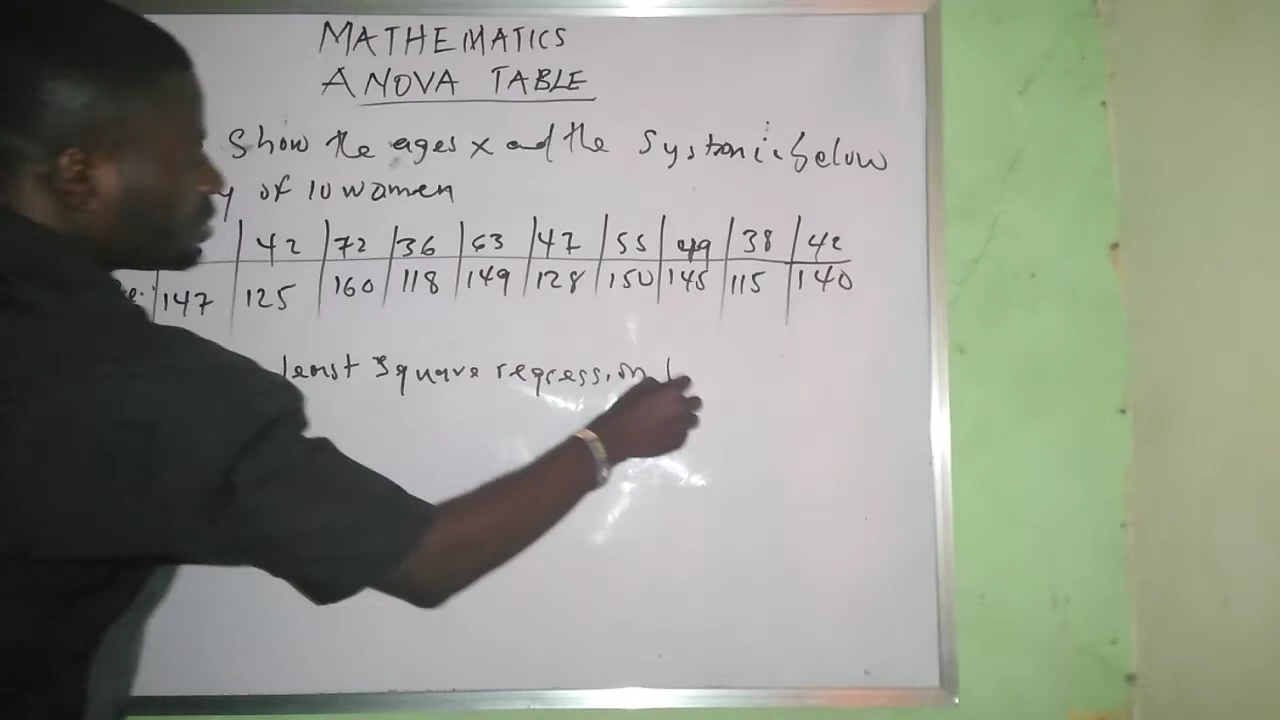 MATHEMATICS
ANOVA TABLE
Show the ages x and the Systonic below
y of 10 women
42 72 36 63 47 55 49 38 42
147 125 160 118 149 128 150 145 115 140
least square regression